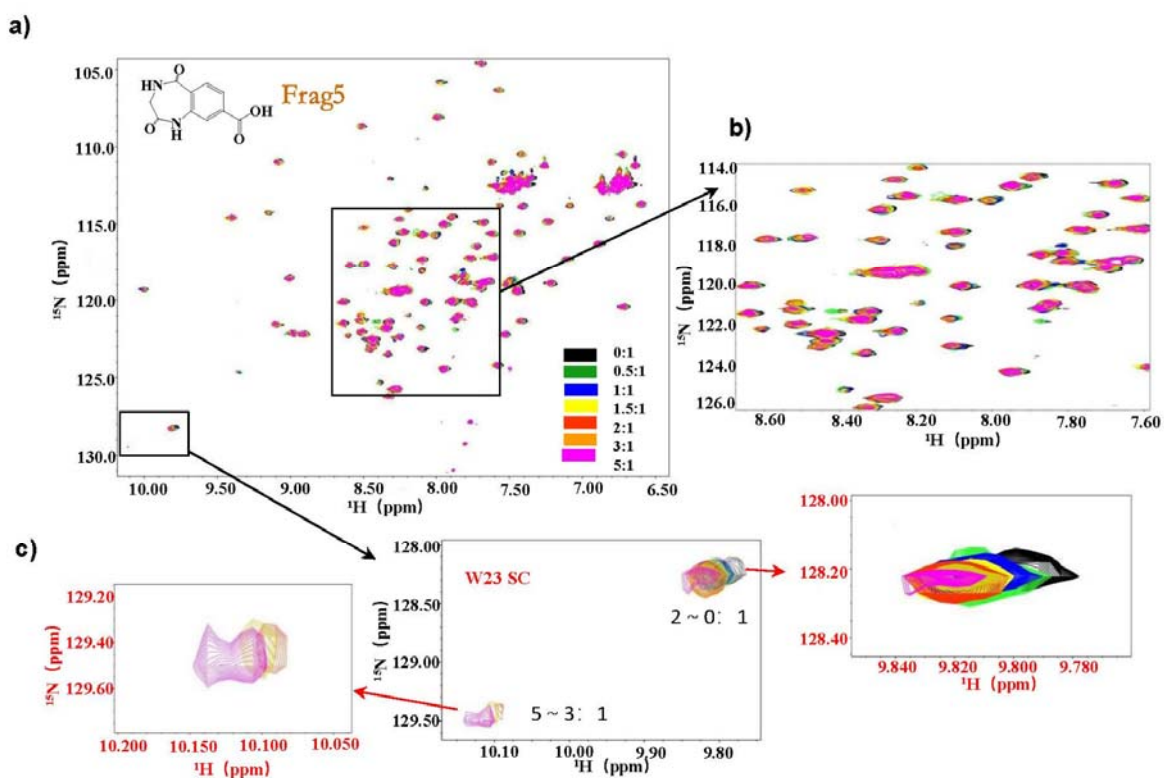 a)
105.0
110.0
115.0
120.0
125.0
130.0
15N (ppm)
10.00
9.50
9.00
8.50
8.00
7.50
7.00
6.50
1H (ppm)
O
HN
N
H
O
OH
O
Frag5
0:1
0.5:1
1:1
1.5:1
2:1
3:1
5:1
b)
114.0
116.0
118.0
120.0
122.0
124.0
126.0
15N (ppm)
8.60
8.40
8.20
8.00
7.80
7.60
1H (ppm)
c)
129.20
129.40
129.60
15N (ppm)
10.200
10.150
10.100
10.050
1H (ppm)
128.00
128.50
129.00
129.50
15N (ppm)
W23 SC
2 ~ 0: 1
5 ~ 3: 1
10.10
10.00
9.90
9.80
1H (ppm)
128.00
128.20
128.40
15N (ppm)
9.840
9.820
9.800
9.780
1H (ppm)